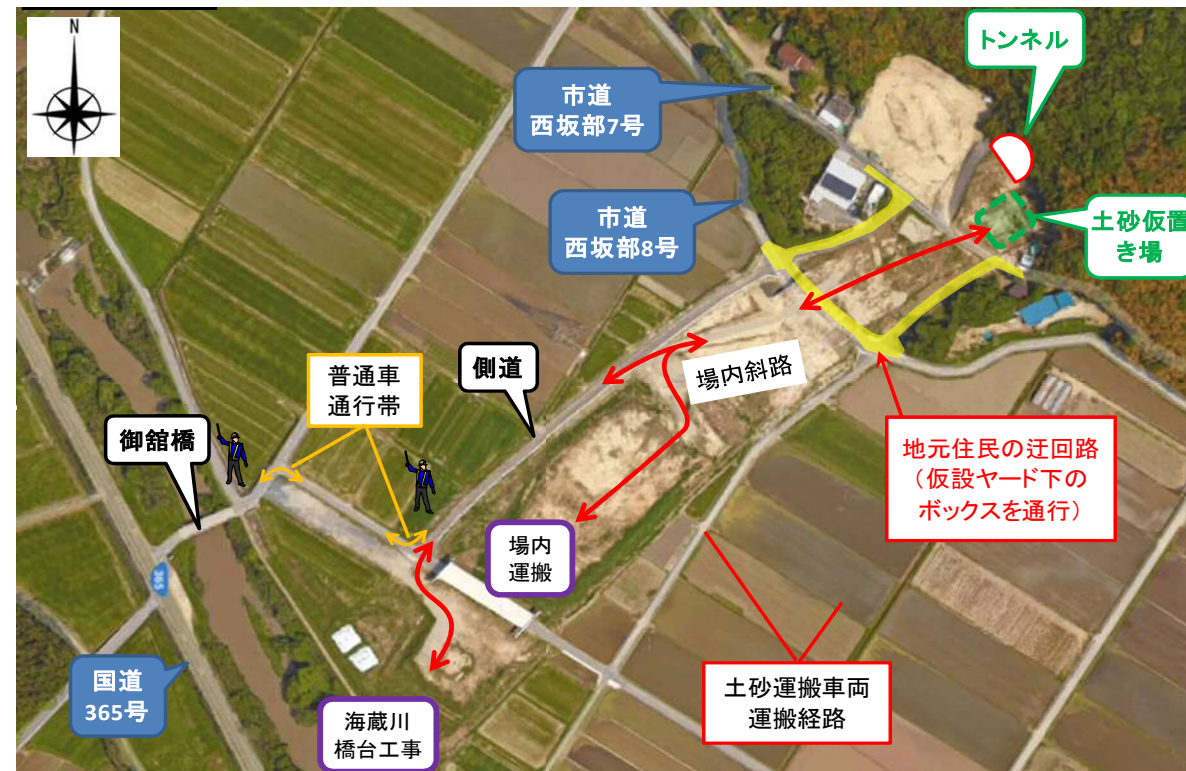 N
トンネル
市道
西坂部7号
市道
西坂部8号
土砂仮置
き場
普通車
通行帯
側道
場内斜路
御舘橋
地元住民の迂回路
(仮設ヤード下の
ボックスを通行)
場内
運搬
365
国道
365号
土砂運搬車両
運搬経路
海蔵川
橋台工事